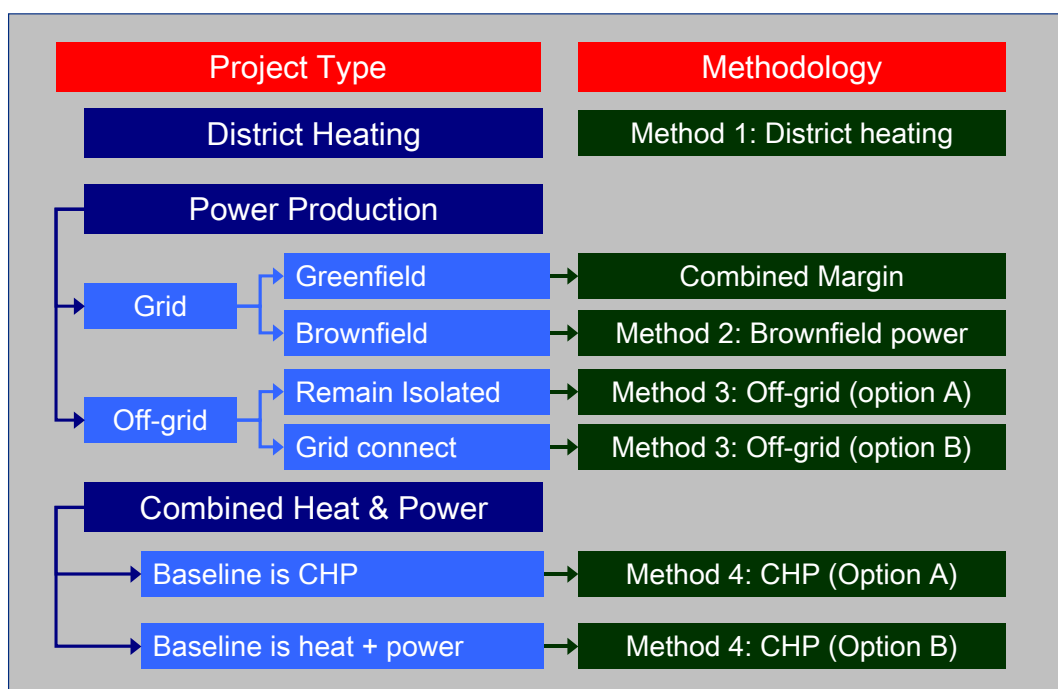 Project Type
Methodology
District Heating
Method 1: District heating
Power Production
Grid
Greenfield
Combined Margin
Brownfield
Method 2: Brownfield power
Off-grid
Remain Isolated
Method 3: Off-grid (option A)
Grid connect
Method 3: Off-grid (option B)
Combined Heat & Power
Baseline is CHP
Method 4: CHP (Option A)
Baseline is heat + power
Method 4: CHP (Option B)